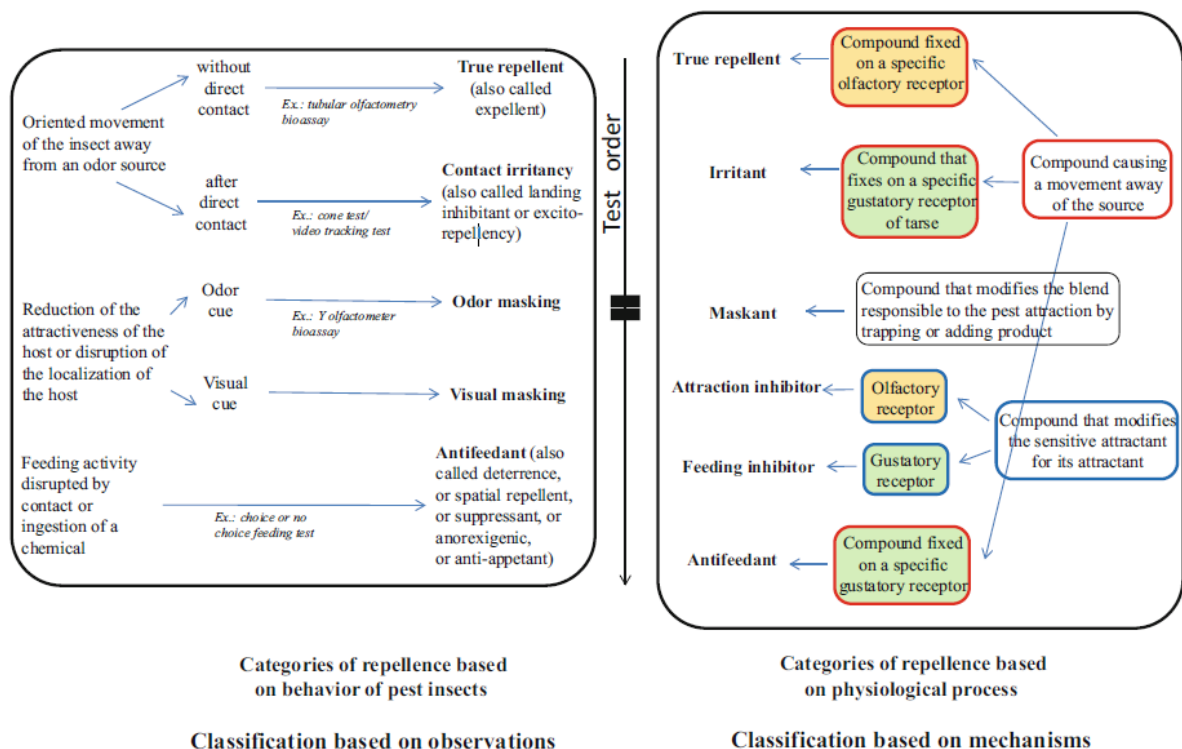 without
direct
contact
True repellent
(also called
expellent)
Ex.: tubular olfactometry
bioassay
Oriented movement
of the insect away
from an odor source
after
direct
contact
Contact irritancy
(also called landing
inhibitant or excito-
repellency)
Ex.: cone test/
video tracking test
Reduction of the
attractiveness of the
host or disruption of
the localization of
the host
Odor
cue
Ex.: Y olfactometer
bioassay
Odor masking
Visual
cue
Visual masking
Feeding activity
disrupted by
contact or
ingestion of a
chemical
Ex.: choice or no
choice feeding test
Antifeedant (also
called deterrence,
or spatial repellent,
or suppressant, or
anorexigenic,
or anti-appetant)
Test order
True repellent
Compound fixed
on a specific
olfactory receptor
Irritant
Compound that
fixes on a specific
gustatory receptor
of tarse
Compound causing
a movement away
of the source
Maskant
Compound that modifies the blend
responsible to the pest attraction by
trapping or adding product
Attraction inhibitor
Olfactory
receptor
Compound that modifies
the sensitive attractant
for its attractant
Feeding inhibitor
Gustatory
receptor
Antifeedant
Compound fixed
on a specific
gustatory receptor
Categories of repellence based
on behavior of pest insects
Classification based on observations
Categories of repellence based
on physiological process
Classification based on mechanisms